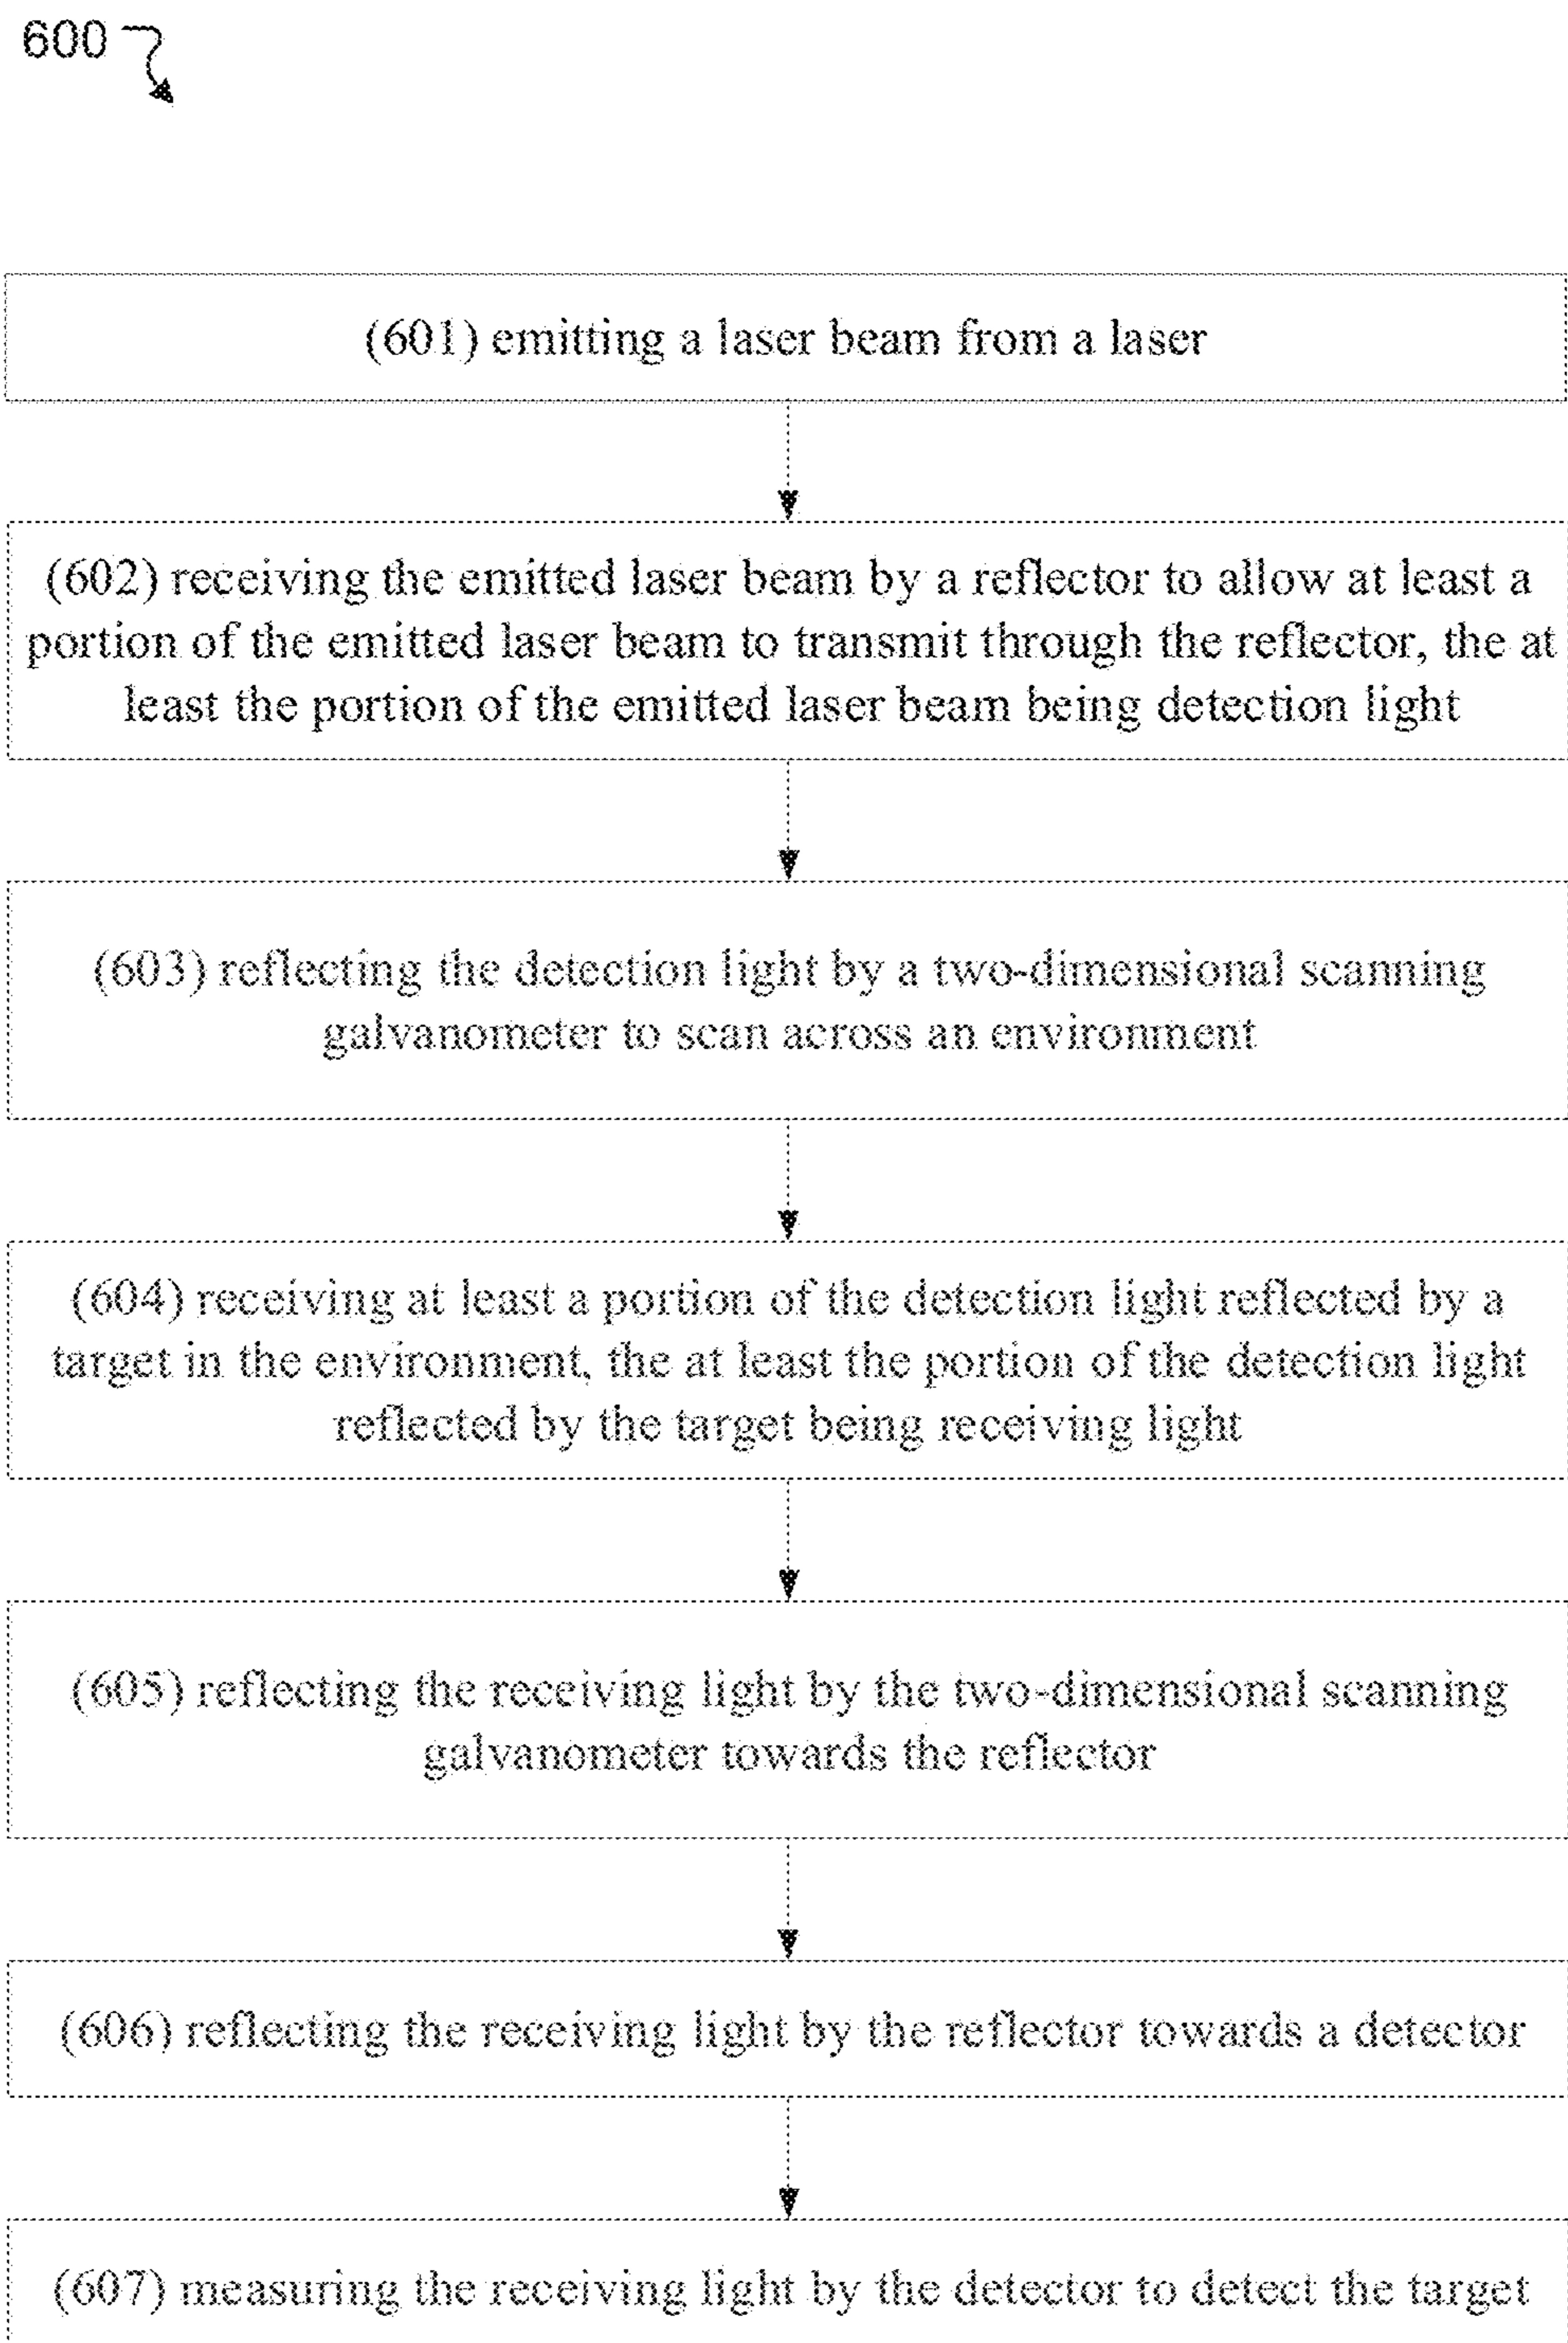 600
(601) emitting a laser beam from a laser
(602) receiving the emitted laser beam by a reflector to allow at least a
portion of the emitted laser beam to transmit through the reflector, the at
least the portion of the emitted laser beam being detection light
(603) reflecting the detection light by a two-dimensional scanning
galvanometer to scan across an environment
(604) receiving at least a portion of the detection light reflected by a
target in the environment, the at least the portion of the detection light
reflected by the target being receiving light
(605) reflecting the receiving light by the two-dimensional scanning
galvanometer towards the reflector
(606) reflecting the receiving light by the reflector towards a detector
(607) measuring the receiving light by the detector to detect the target